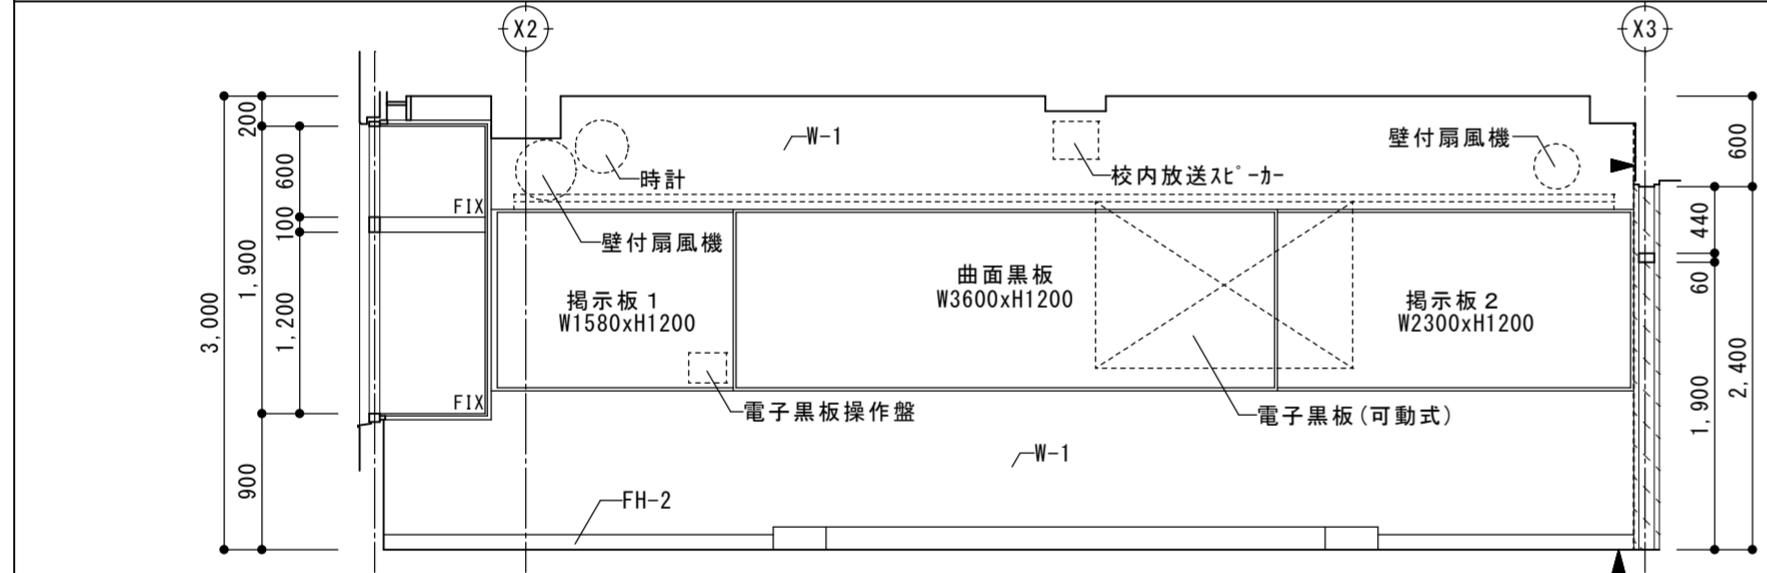 X2
X3
200
600
100
1,900
1,200
3,000
900
W-1
時計
壁付扇風機
校内放送ｽﾋﾟｰｶｰ
壁付扇風機
FIX
FIX
掲示板１
W1580xH1200
曲面黒板
W3600xH1200
掲示板２
W2300xH1200
電子黒板操作盤
電子黒板(可動式)
W-1
FH-2
600
440
60
1,900
2,400